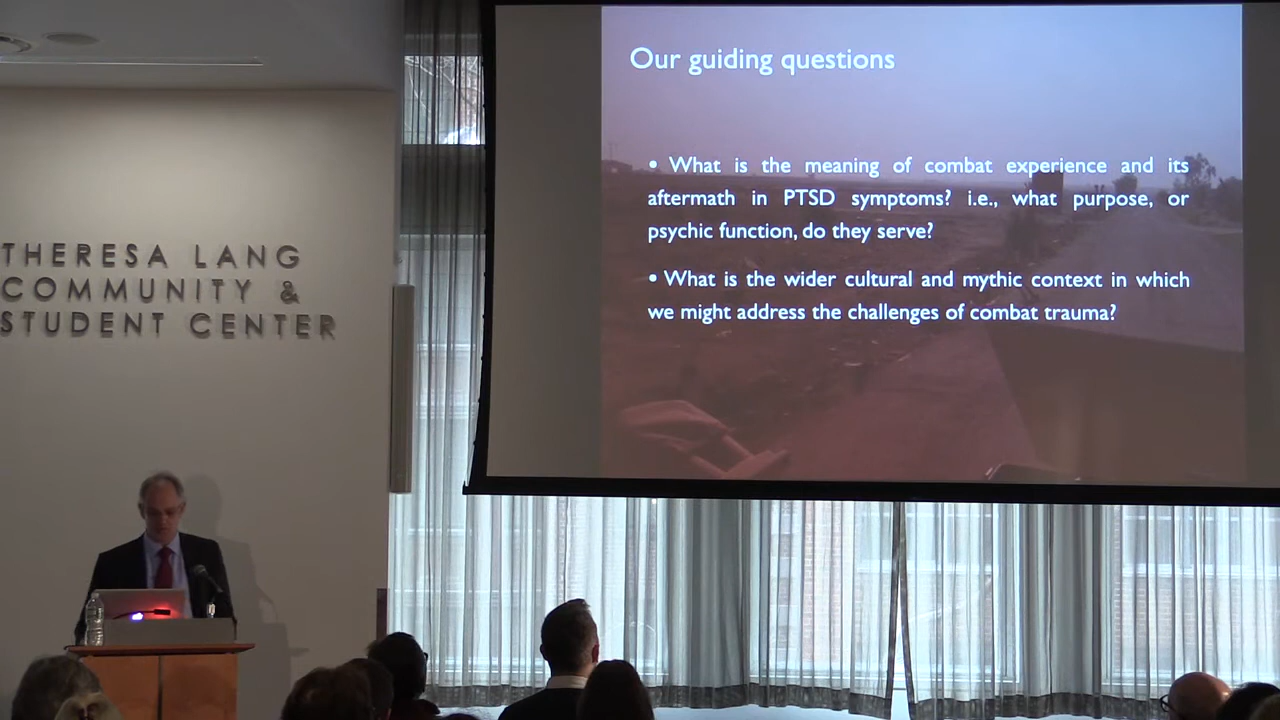 THERESA LANG
COMMUNITY &
STUDENT CENTER
Our guiding questions
• What is the meaning of combat experience and its
aftermath in PTSD symptoms? i.e., what purpose, or
psychic function, do they serve?
• What is the wider cultural and mythic context in which
we might address the challenges of combat trauma?